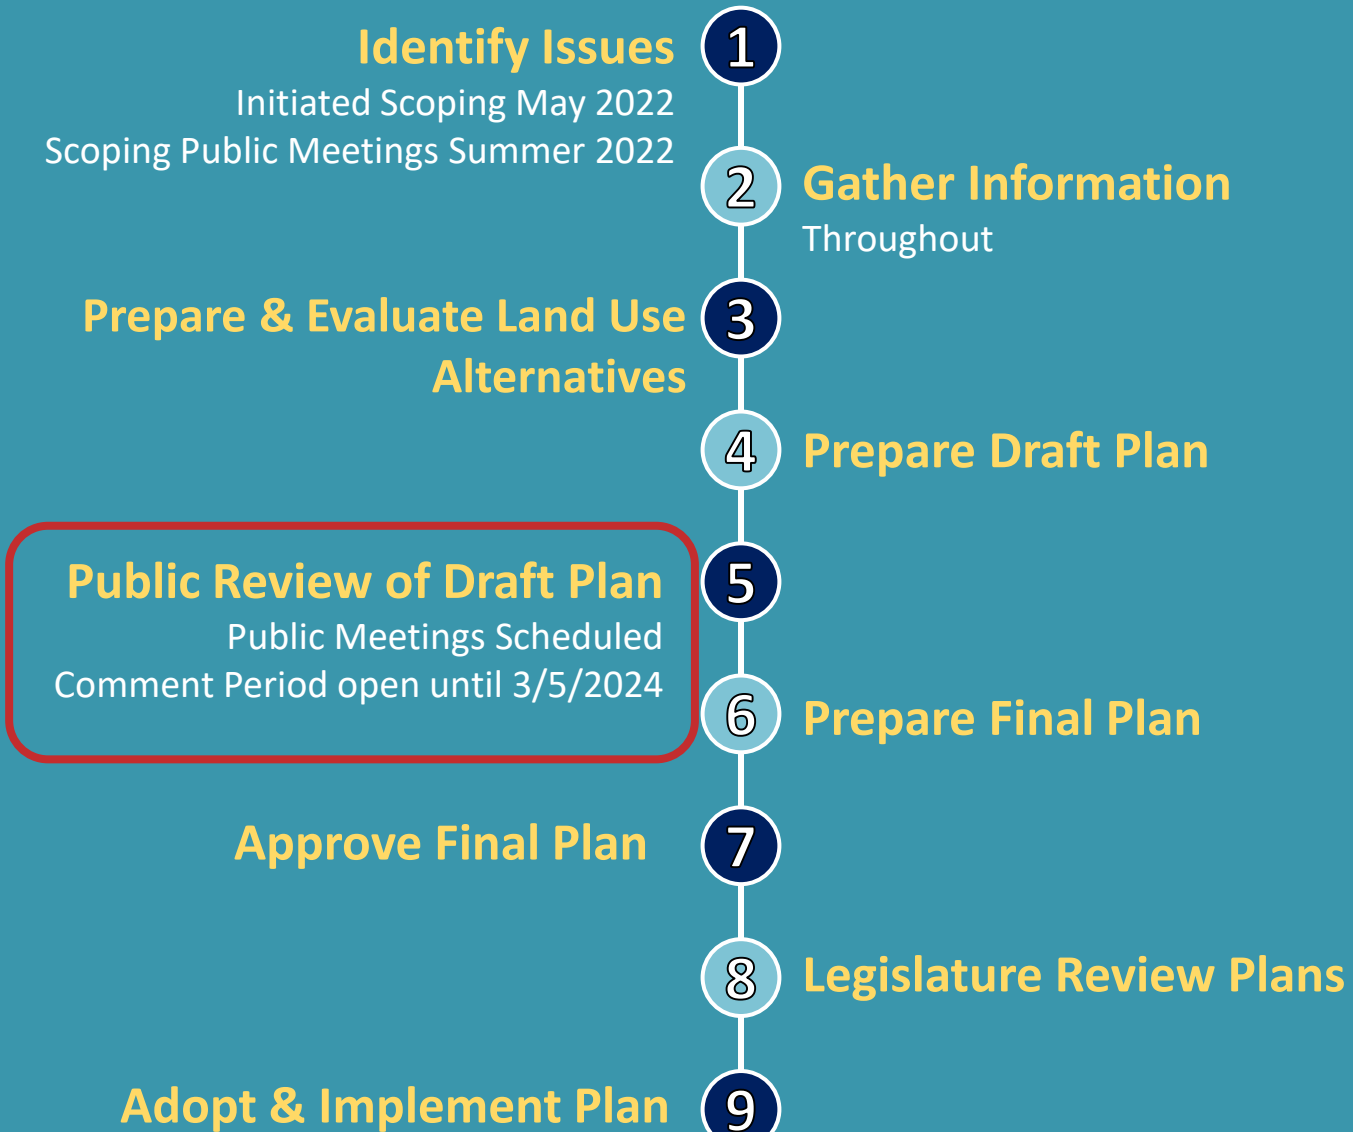 Identify Issues
1
Initiated Scoping May 2022
Scoping Public Meetings Summer 2022
2
Gather Information
Throughout
Prepare & Evaluate Land Use
Alternatives
3
4
Prepare Draft Plan
Public Review of Draft Plan
5
Public Meetings Scheduled
Comment Period open until 3/5/2024
6
Prepare Final Plan
Approve Final Plan
7
8
Legislature Review Plans
Adopt & Implement Plan
9